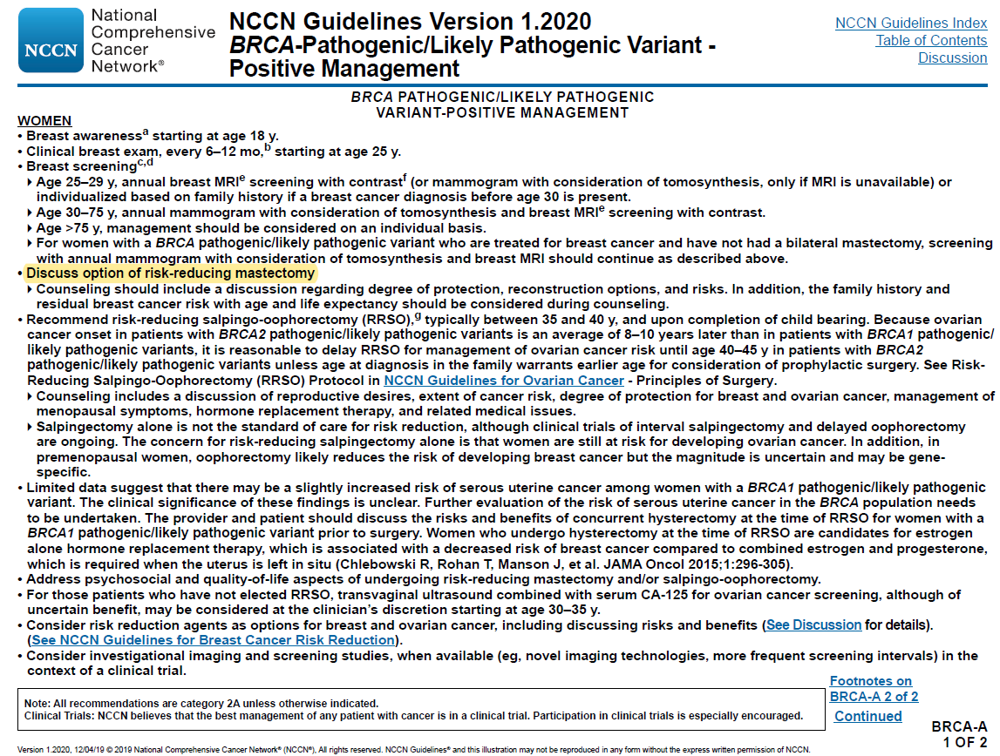 NCCN
National
Comprehensive
Cancer
Network®
NCCN Guidelines Version 1.2020
BRCA-Pathogenic/Likely Pathogenic Variant -
Positive Management
NCCN Guidelines Index
Table of Contents
Discussion
BRCA PATHOGENIC/LIKELY PATHOGENIC
VARIANT-POSITIVE MANAGEMENT
WOMEN
• Breast awarenessa starting at age 18 y.
• Clinical breast exam, every 6–12 mo,b starting at age 25 y.
• Breast screeningc,d
Age 25–29 y, annual breast MRIe screening with contrastf (or mammogram with consideration of tomosynthesis, only if MRI is unavailable) or
individualized based on family history if a breast cancer diagnosis before age 30 is present.
Age 30–75 y, annual mammogram with consideration of tomosynthesis and breast MRIe screening with contrast.
Age >75 y, management should be considered on an individual basis.
For women with a BRCA pathogenic/likely pathogenic variant who are treated for breast cancer and have not had a bilateral mastectomy, screening
with annual mammogram with consideration of tomosynthesis and breast MRI should continue as described above.
• Discuss option of risk-reducing mastectomy
Counseling should include a discussion regarding degree of protection, reconstruction options, and risks. In addition, the family history and
residual breast cancer risk with age and life expectancy should be considered during counseling.
• Recommend risk-reducing salpingo-oophorectomy (RRSO),g typically between 35 and 40 y, and upon completion of child bearing. Because ovarian
cancer onset in patients with BRCA2 pathogenic/likely pathogenic variants is an average of 8–10 years later than in patients with BRCA1 pathogenic/
likely pathogenic variants, it is reasonable to delay RRSO for management of ovarian cancer risk until age 40–45 y in patients with BRCA2
pathogenic/likely pathogenic variants unless age at diagnosis in the family warrants earlier age for consideration of prophylactic surgery. See Risk-
Reducing Salpingo-Oophorectomy (RRSO) Protocol in NCCN Guidelines for Ovarian Cancer - Principles of Surgery.
Counseling includes a discussion of reproductive desires, extent of cancer risk, degree of protection for breast and ovarian cancer, management of
menopausal symptoms, hormone replacement therapy, and related medical issues.
Salpingectomy alone is not the standard of care for risk reduction, although clinical trials of interval salpingectomy and delayed oophorectomy
are ongoing. The concern for risk-reducing salpingectomy alone is that women are still at risk for developing ovarian cancer. In addition, in
premenopausal women, oophorectomy likely reduces the risk of developing breast cancer but the magnitude is uncertain and may be gene-
specific.
• Limited data suggest that there may be a slightly increased risk of serous uterine cancer among women with a BRCA1 pathogenic/likely pathogenic
variant. The clinical significance of these findings is unclear. Further evaluation of the risk of serous uterine cancer in the BRCA population needs
to be undertaken. The provider and patient should discuss the risks and benefits of concurrent hysterectomy at the time of RRSO for women with a
BRCA1 pathogenic/likely pathogenic variant prior to surgery. Women who undergo hysterectomy at the time of RRSO are candidates for estrogen
alone hormone replacement therapy, which is associated with a decreased risk of breast cancer compared to combined estrogen and progesterone,
which is required when the uterus is left in situ (Chlebowski R, Rohan T, Manson J, et al. JAMA Oncol 2015;1:296-305).
• Address psychosocial and quality-of-life aspects of undergoing risk-reducing mastectomy and/or salpingo-oophorectomy.
• For those patients who have not elected RRSO, transvaginal ultrasound combined with serum CA-125 for ovarian cancer screening, although of
uncertain benefit, may be considered at the clinician's discretion starting at age 30–35 y.
• Consider risk reduction agents as options for breast and ovarian cancer, including discussing risks and benefits (See Discussion for details).
(See NCCN Guidelines for Breast Cancer Risk Reduction).
• Consider investigational imaging and screening studies, when available (eg, novel imaging technologies, more frequent screening intervals) in the
context of a clinical trial.
Footnotes on
BRCA-A 2 of 2
Continued
Note: All recommendations are category 2A unless otherwise indicated.
Clinical Trials: NCCN believes that the best management of any patient with cancer is in a clinical trial. Participation in clinical trials is especially encouraged.
BRCA-A
1 OF 2
Version 1.2020, 12/04/19 © 2019 National Comprehensive Cancer Network® (NCCN®), All rights reserved. NCCN Guidelines® and this illustration may not be reproduced in any form without the express written permission of NCCN.